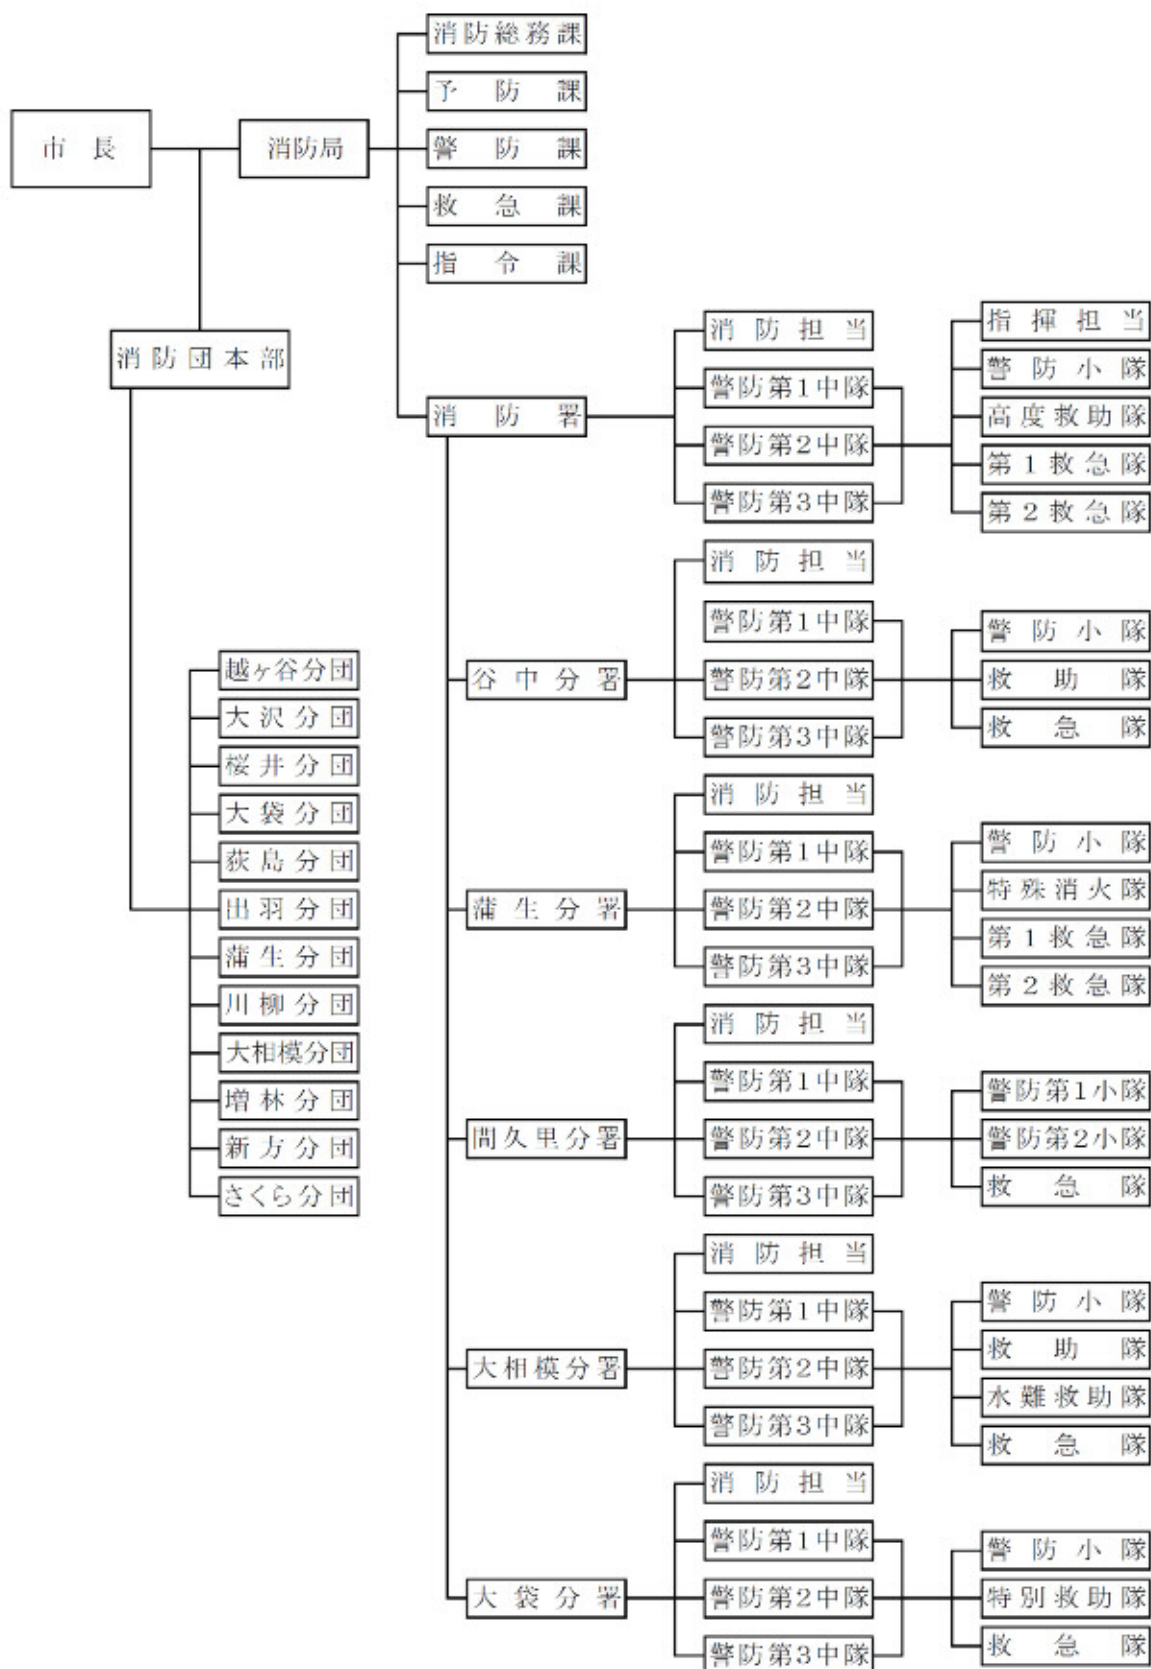 市長
消防局
消防総務課
予防課
警防課
救急課
指令課
消防団本部
越ヶ谷分団
大沢分団
桜井分団
大袋分団
荻島分団
出羽分団
蒲生分団
川柳分団
大相模分団
増林分団
新方分団
さくら分団
消防署
消防担当
警防第1中隊
警防第2中隊
警防第3中隊
指揮担当
警防小隊
高度救助隊
第1救急隊
第2救急隊
谷中分署
消防担当
警防第1中隊
警防第2中隊
警防第3中隊
警防小隊
救助隊
救急隊
蒲生分署
消防担当
警防第1中隊
警防第2中隊
警防第3中隊
警防小隊
特殊消火隊
第1救急隊
第2救急隊
間久里分署
消防担当
警防第1中隊
警防第2中隊
警防第3中隊
警防第1小隊
警防第2小隊
救急隊
大相模分署
消防担当
警防第1中隊
警防第2中隊
警防第3中隊
警防小隊
救助隊
水難救助隊
救急隊
大袋分署
消防担当
警防第1中隊
警防第2中隊
警防第3中隊
警防小隊
特別救助隊
救急隊